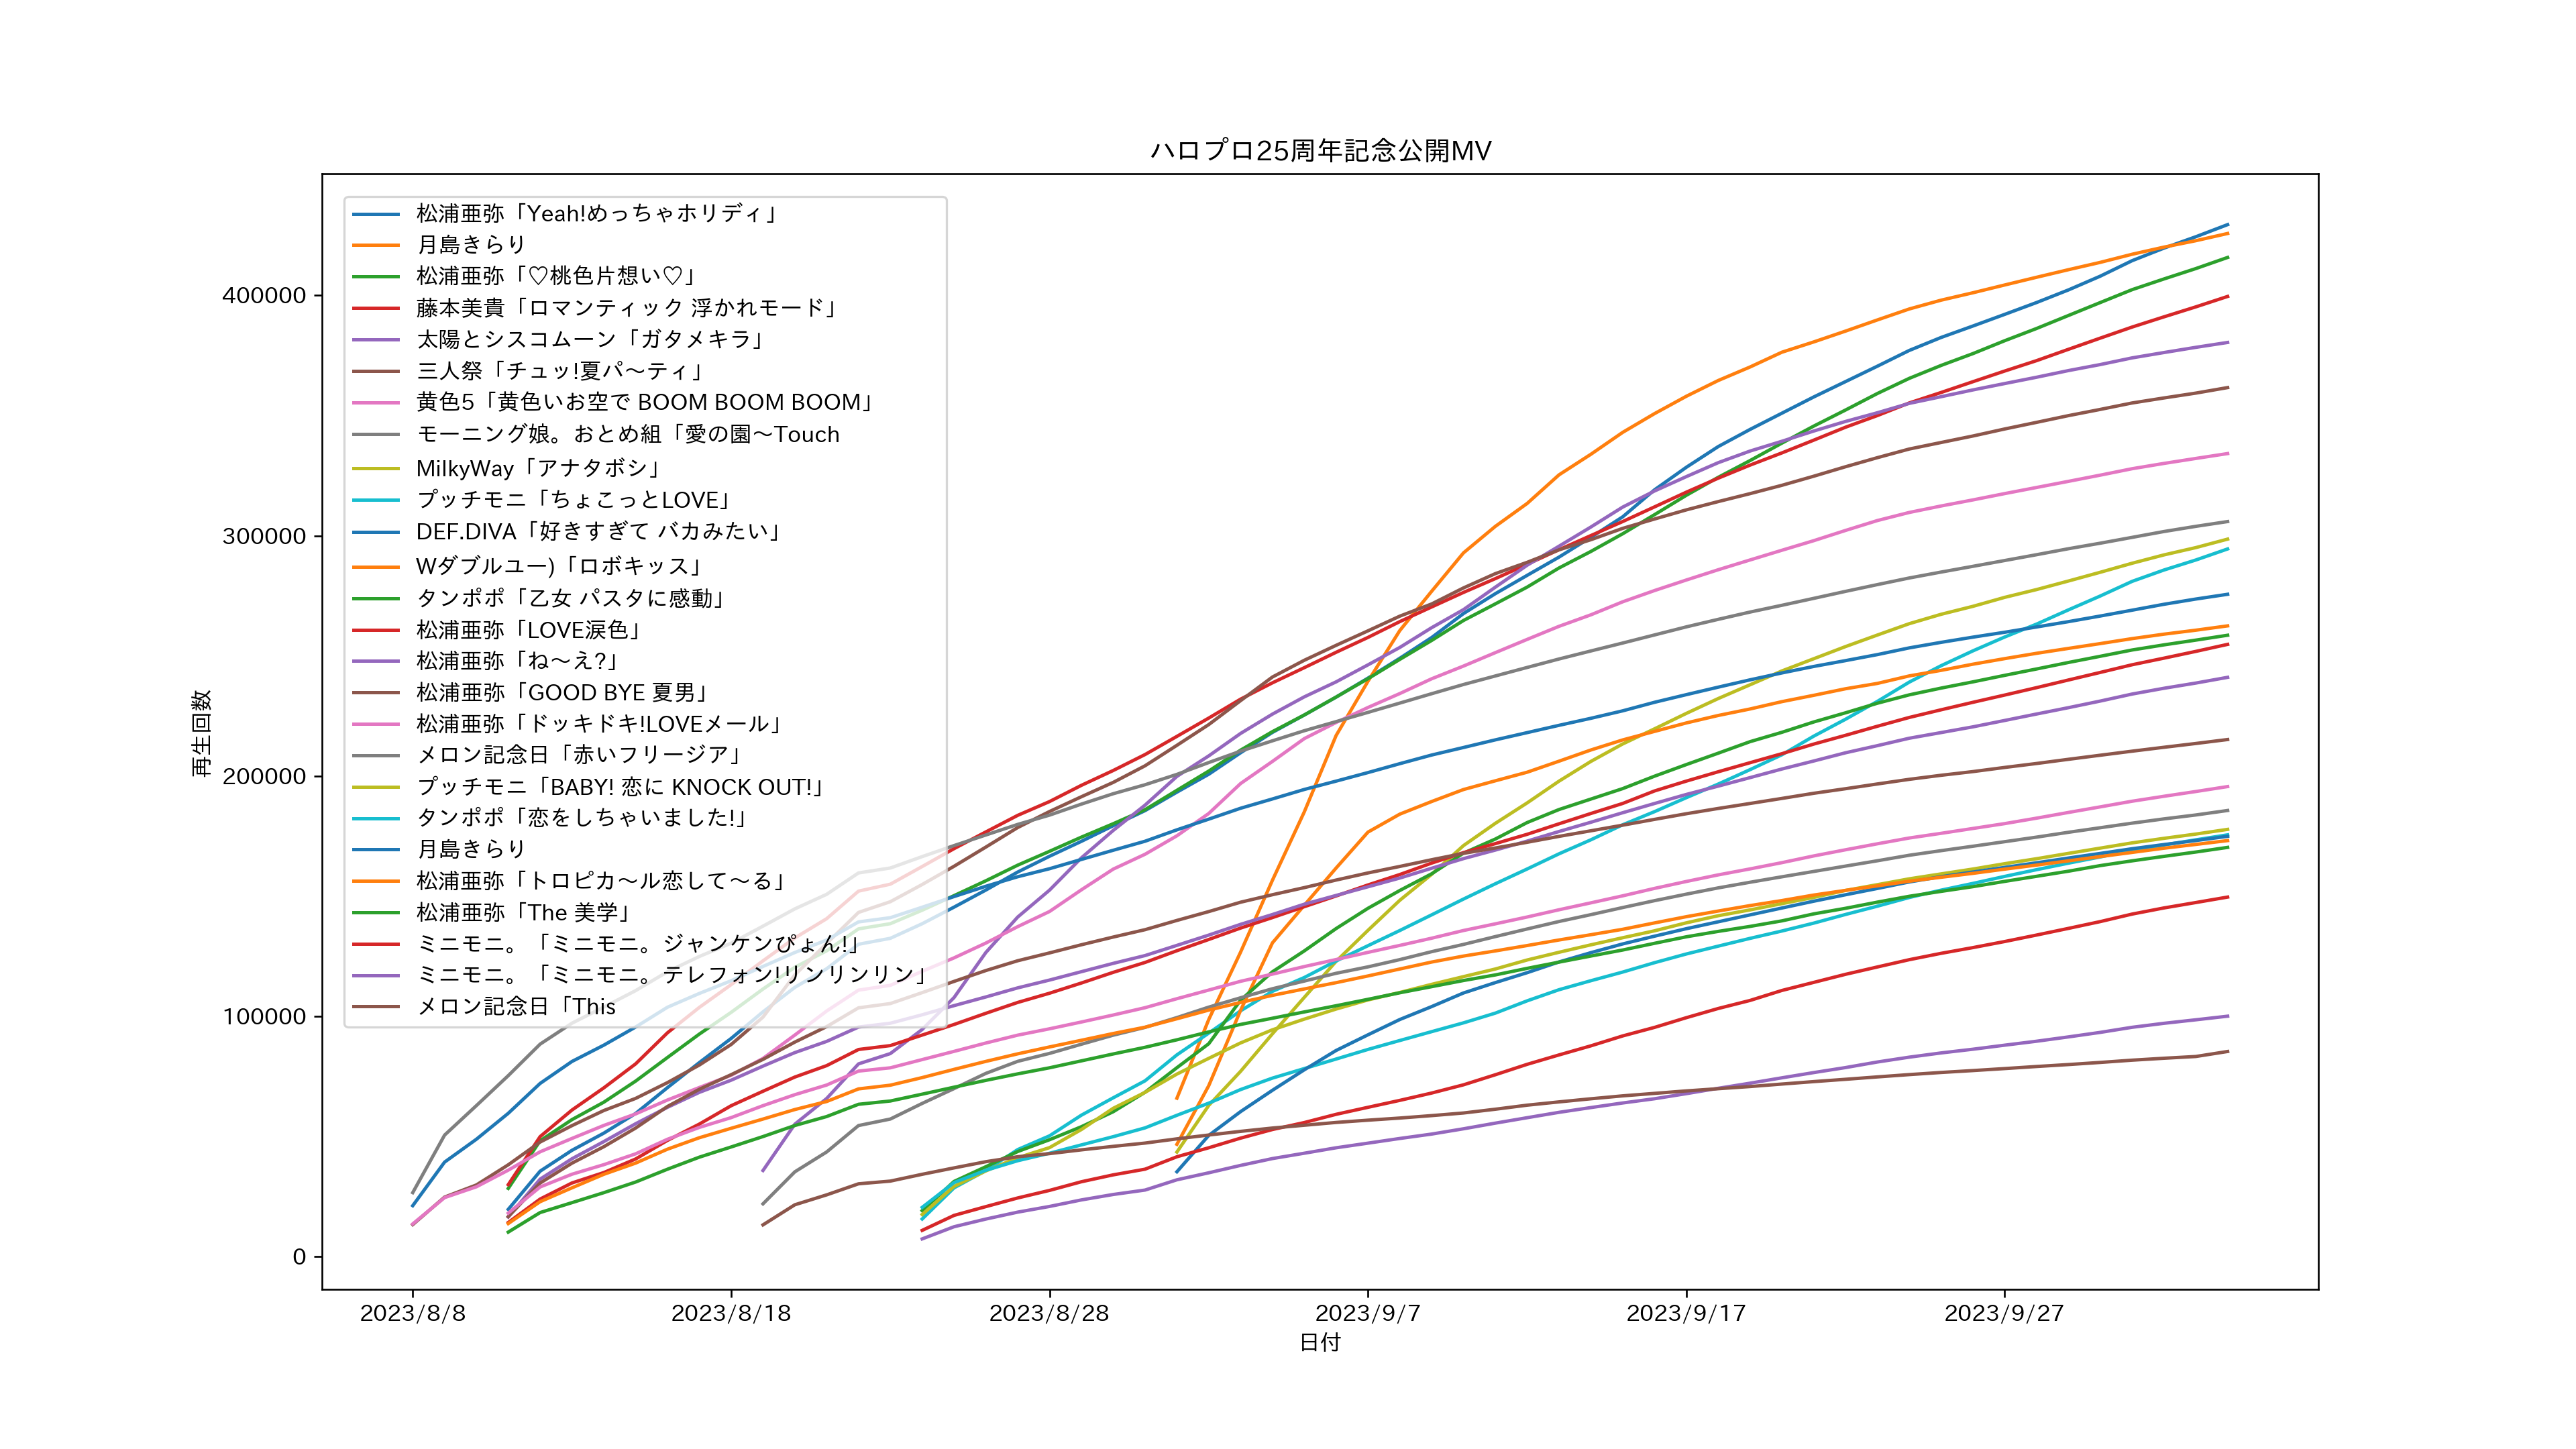 ハロプロ25周年記念公開MV
松浦亜弥「Yeah!めっちゃホリディ」
月島きらり
松浦亜弥「♡桃色片想い♡」
藤本美貴「ロマンティック 浮かれモード」
太陽とシスコムーン「ガタメキラ」
三人祭「チュッ!夏パ〜ティ」
黄色5「黄色いお空で BOOM BOOM BOOM」
モーニング娘。おとめ組「愛の園〜Touch
MilkyWay「アナタボシ」
プッチモニ「ちょこっとLOVE」
DEF.DIVA「好きすぎて バカみたい」
Wダブルユー)「ロボキッス」
タンポポ「乙女 パスタに感動」
松浦亜弥「LOVE涙色」
松浦亜弥「ね〜え?」
松浦亜弥「GOOD BYE 夏男」
松浦亜弥「ドッキドキ!LOVEメール」
メロン記念日「赤いフリージア」
プッチモニ「BABY! 恋に KNOCK OUT!」
タンポポ「恋をしちゃいました!」
月島きらり
松浦亜弥「トロピカ〜ル恋して〜る」
松浦亜弥「The 美学」
ミニモニ。「ミニモニ。ジャンケンぴょん!」
ミニモニ。「ミニモニ。テレフォン!リンリンリン」
メロン記念日「This
400000
300000
200000
100000
0
再生回数
2023/8/8
2023/8/18
2023/8/28
2023/9/7
2023/9/17
2023/9/27
日付